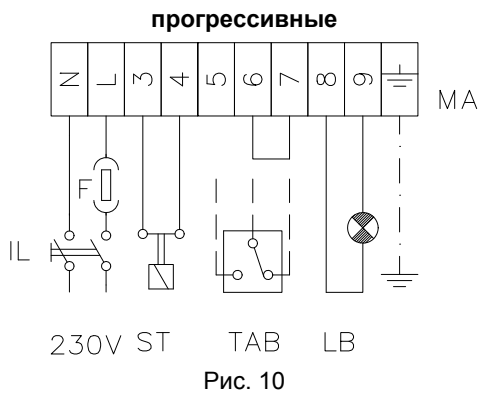 прогрессивные
N L 3 4 5 6 7 8 9
MA
F
IL
230V ST TAB LB
Рис. 10